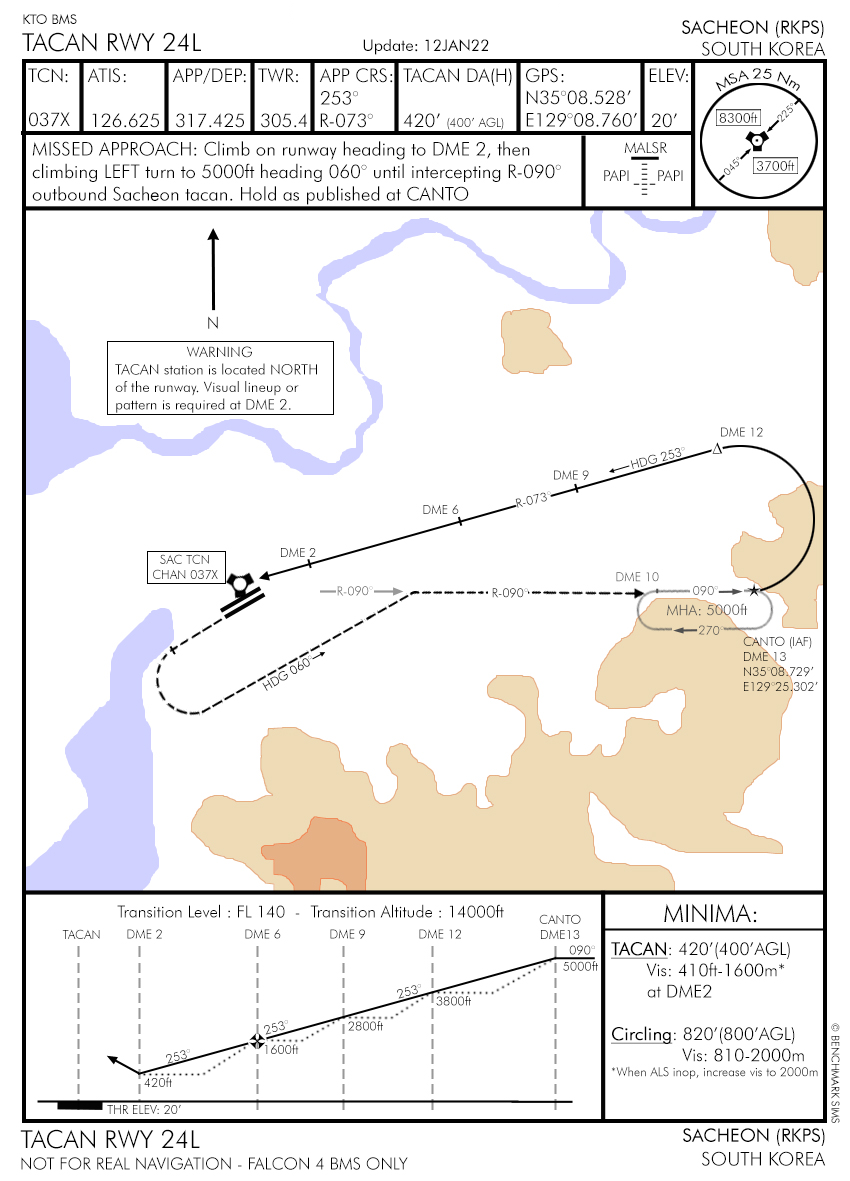 KTO BMS
TACAN RWY 24L
Update: 12JAN22
SACHEON (RKPS)
SOUTH KOREA
TCN:
037X
ATIS:
126.625
APP/DEP:
317.425
TWR:
305.4
APP CRS:
253°
R-073°
TACAN DA(H)
420' (400' AGL)
GPS:
N35°08.528'
E129°08.760'
ELEV:
20'
MSA 25 Nm
8300ft
225°
045°
3700ft
MISSED APPROACH: Climb on runway heading to DME 2, then
climbing LEFT turn to 5000ft heading 060° until intercepting R-090°
outbound Sacheon tacan. Hold as published at CANTO
MALSR
PAPI PAPI
N
WARNING
TACAN station is located NORTH
of the runway. Visual lineup or
pattern is required at DME 2.
DME 12
HDG 253°
DME 9
R-073°
DME 6
DME 2
SAC TCN
CHAN 037X
R-090°
R-090°
DME 10
090°
MHA: 5000ft
270°
CANTO (IAF)
DME 13
N35°08.729'
E129°25.302'
HDG 060°
Transition Level : FL 140 - Transition Altitude : 14000ft
TACAN
DME 2
DME 6
DME 9
DME 12
CANTO
DME13
090°
5000ft
253°
3800ft
2800ft
253°
1600ft
253°
420ft
THR ELEV: 20'
MINIMA:
TACAN: 420'(400'AGL)
Vis: 410ft-1600m*
at DME2
Circling: 820'(800'AGL)
Vis: 810-2000m
*When ALS inop, increase vis to 2000m
© BENCHMARK SIMS
TACAN RWY 24L
NOT FOR REAL NAVIGATION - FALCON 4 BMS ONLY
SACHEON (RKPS)
SOUTH KOREA